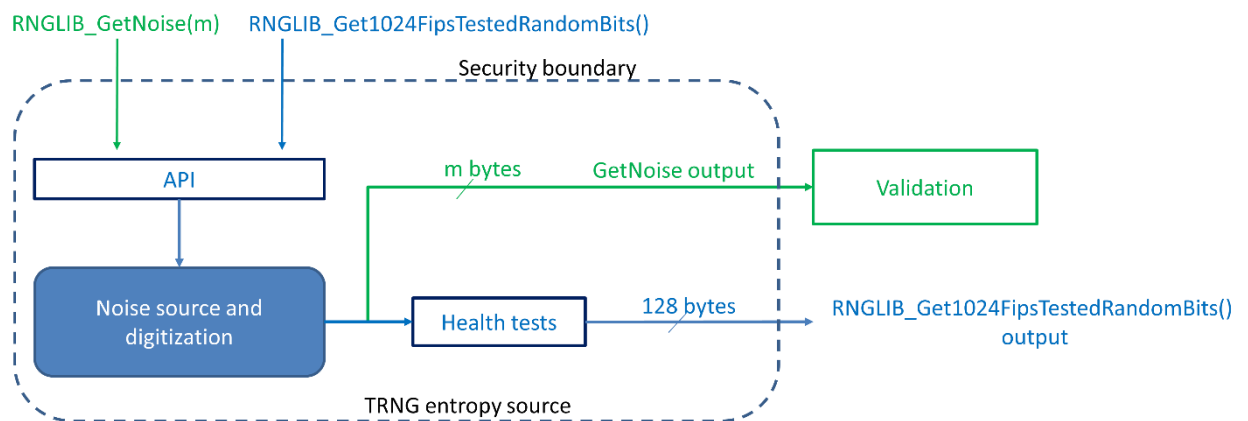 RNGLIB_GetNoise(m)
RNGLIB_Get1024FipsTestedRandomBits()
Security boundary
API
m bytes
GetNoise output
Validation
Noise source and
digitization
Health tests
128 bytes
RNGLIB_Get1024FipsTestedRandomBits()
output
TRNG entropy source